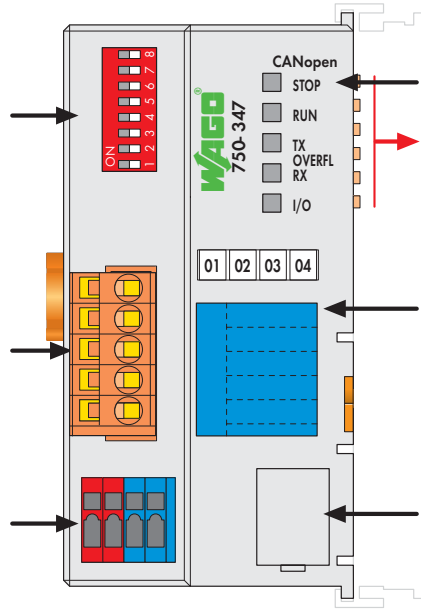 CANopen
STOP
RUN
TX
OVERFL
RX
I/O
WAGO®
750-347
ON
1 2 3 4 5 6 7 8
01 02 03 04